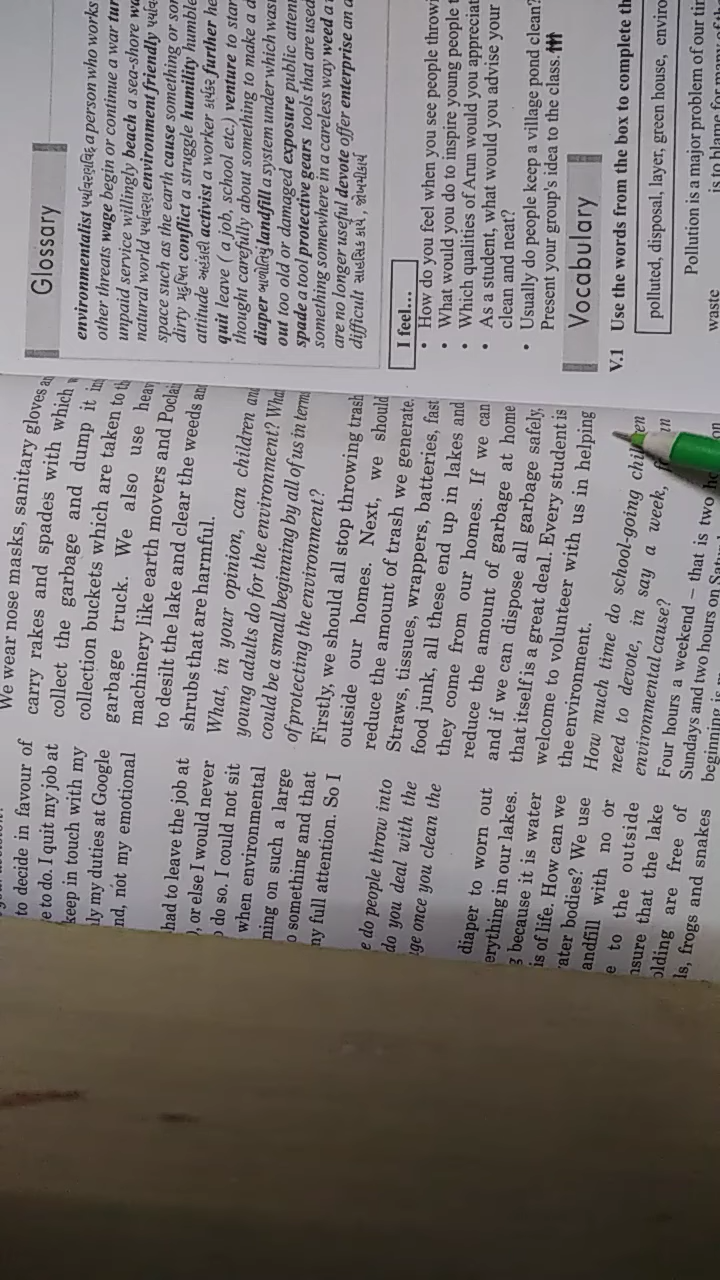 to decide in favour of
e to do. I quit my job at
keep in touch with my
ly my duties at Google
nd, not my emotional
had to leave the job at
), or else I would never
do so. I could not sit
when environmental
ning on such a large
o something and that
ny full attention. So I
e do people throw into
do you deal with the
ge once you clean the
diaper to worn out
erything in our lakes.
g because it is water
is of life. How can we
ater bodies? We use
andfill with no or
e to the outside
nsure that the lake
olding are free of
ls, frogs and snakes
We wear nose masks, sanitary gloves
carry rakes and spades with which
collect the garbage and dump it
collection buckets which are taken to
garbage truck. We also use
machinery like earth movers and
to desilt the lake and clear the weeds
shrubs that are harmful.
What, in your opinion, can children
young adults do for the environment?
could be a small beginning by all of us in
of protecting the environment?
Firstly, we should all stop throwing trash
outside our homes. Next, we should
reduce the amount of trash we generate.
Straws, tissues, wrappers, batteries, fast
food junk, all these end up in lakes and
they come from our homes. If we can
reduce the amount of garbage at home
and if we can dispose all garbage safely,
that itself is a great deal. Every student is
welcome to volunteer with us in helping
the environment.
How much time do school-going
need to devote, in say a week,
environmental cause?
Four hours a weekend – that is two
Sundays and two hours on
beginning is
Glossary
environmentalist પર્યાવરણવિદ્ a person who works
other threats wage begin or continue a war
unpaid service willingly beach a sea-shore
natural world environment friendly
space such as the earth cause something or
dirty પ્રદૂષિત conflict a struggle humility humble
attitude અહંકારી activist a worker અગ્રેસર further
quit leave ( a job, school etc.) venture to
thought carefully about something to make a
diaper બાળોતિયું landfill a system under which
out too old or damaged exposure public
spade a tool protective gears tools that are used
something somewhere in a careless way weed
are no longer useful devote offer enterprise an
difficult સાહસિક કાર્ય,
I feel...
• How do you feel when you see people
• What would you do to inspire young people
• Which qualities of Arun would you
• As a student, what would you advise your
clean and neat?
• Usually do people keep a village pond clean?
Present your group's idea to the class.
Vocabulary
V.1 Use the words from the box to complete
polluted, disposal, layer, green house,
Pollution is a major problem of our
waste